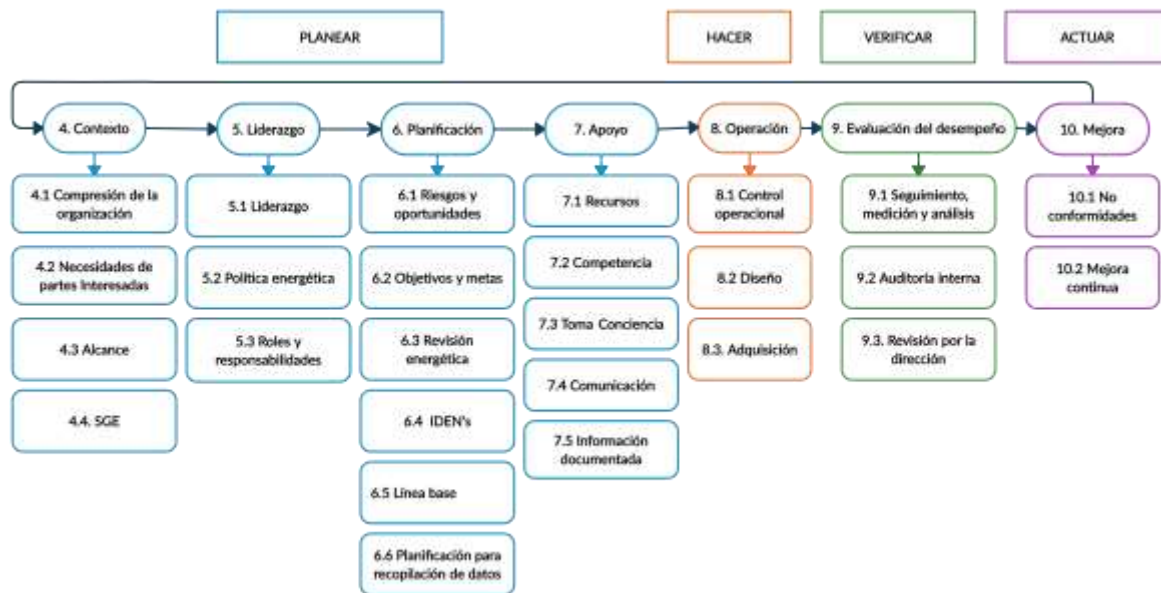 PLANEAR
HACER
VERIFICAR
ACTUAR
4. Contexto
5. Liderazgo
6. Planificación
7. Apoyo
8. Operación
9. Evaluación del desempeño
10. Mejora
4.1 Compresión de la
organización
4.2 Necesidades de
partes Interesadas
4.3 Alcance
4.4. SGE
5.1 Liderazgo
5.2 Política energética
5.3 Roles y
responsabilidades
6.1 Riesgos y
oportunidades
6.2 Objetivos y metas
6.3 Revisión
energética
6.4 IDEN's
6.5 Línea base
6.6 Planificación para
recopilación de datos
7.1 Recursos
7.2 Competencia
7.3 Toma Conciencia
7.4 Comunicación
7.5 Información
documentada
8.1 Control
operacional
8.2 Diseño
8.3. Adquisición
9.1 Seguimiento,
medición y análisis
9.2 Auditoría interna
9.3. Revisión por la
dirección
10.1 No
conformidades
10.2 Mejora
continua